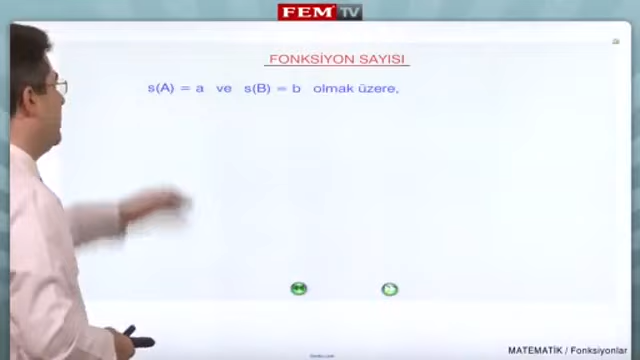 FEM TV
FONKSİYON SAYISI
s(A) = a ve s(B) = b olmak üzere,
MATEMATİK / Fonksiyonlar